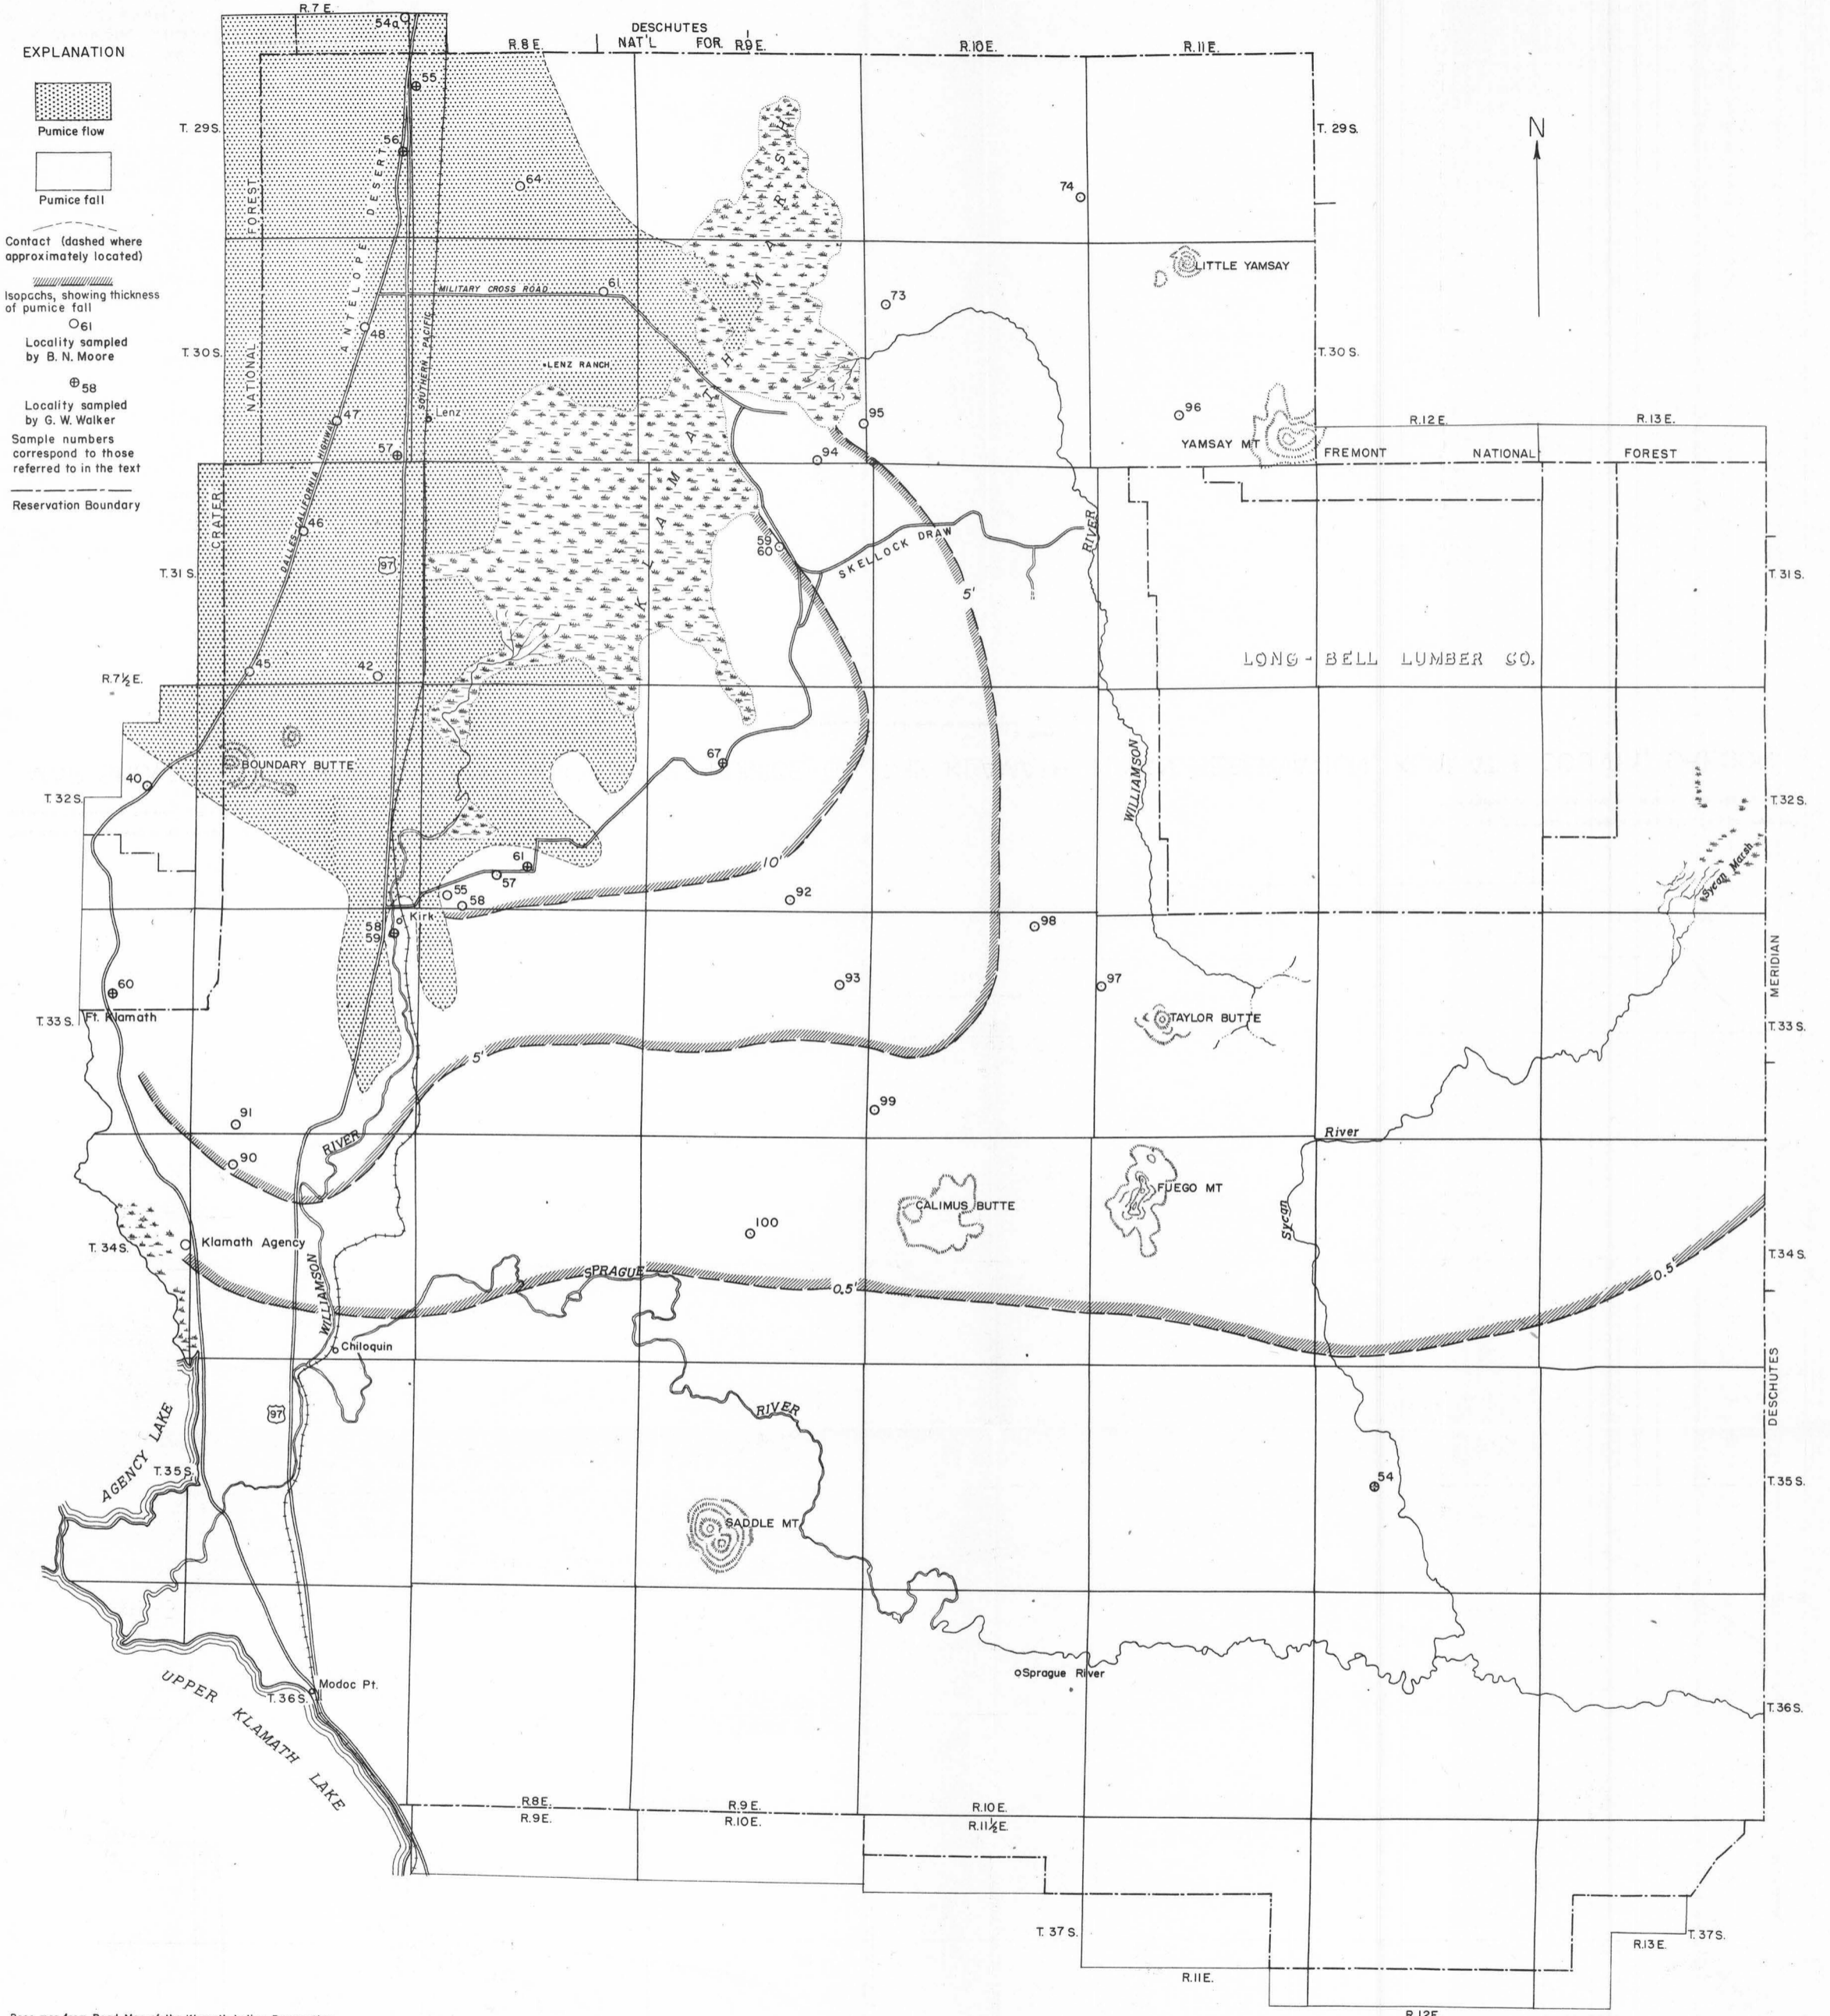 R. 7 E.
54a
DESCHUTES
EXPLANATION
R. 8 E.
NAT'L FOR.
R. 9 E.
R. 10 E.
R. 11 E.
55
Pumice flow
T. 29 S.
T. 29 S.
N
56
Pumice fall
64
74
NATIONAL FOREST
ANTELOPE DESERT
Contact (dashed where
approximately located)
LITTLE YAMSAY
Isopachs, showing thickness
of pumice fall
MILITARY CROSS ROAD
61
73
61
Locality sampled
by B. N. Moore
48
SOUTHERN PACIFIC
T. 30 S.
T. 30 S.
LENZ RANCH
58
Locality sampled
by G. W. Walker
KLAMATH MARSH
47
Lenz
95
96
R. 12 E.
R. 13 E.
Sample numbers
correspond to those
referred to in the text
57
94
YAMSAY MT
FREMONT NATIONAL FOREST
Reservation Boundary
CRATER
DALLES-CALIFORNIA HIGHWAY
46
59
60
SKELLOCK DRAW
RIVER
97
T. 31 S.
T. 31 S.
5'
45
42
LONG-BELL LUMBER CO.
R. 7½ E.
BOUNDARY BUTTE
67
40
WILLIAMSON
T. 32 S.
T. 32 S.
61
10'
57
Sycan Marsh
55
58
92
Kirk
58
59
98
93
97
60
MERIDIAN
Ft. Klamath
T. 33 S.
TAYLOR BUTTE
T. 33 S.
5'
91
99
RIVER
River
90
FUEGO MT
CALIMUS BUTTE
Sycan
100
Klamath Agency
T. 34 S.
T. 34 S.
WILLIAMSON
SPRAGUE
0.5'
0.5'
Chiloquin
DESCHUTES
97
RIVER
AGENCY LAKE
T. 35 S.
54
T. 35 S.
SADDLE MT.
Sprague River
Modoc Pt.
T. 36 S.
T. 36 S.
UPPER KLAMATH LAKE
R. 8 E.
R. 9 E.
R. 10 E.
R. 9 E.
R. 10 E.
R. 11½ E.
T. 37 S.
T. 37 S.
R. 13 E.
R. 11 E.